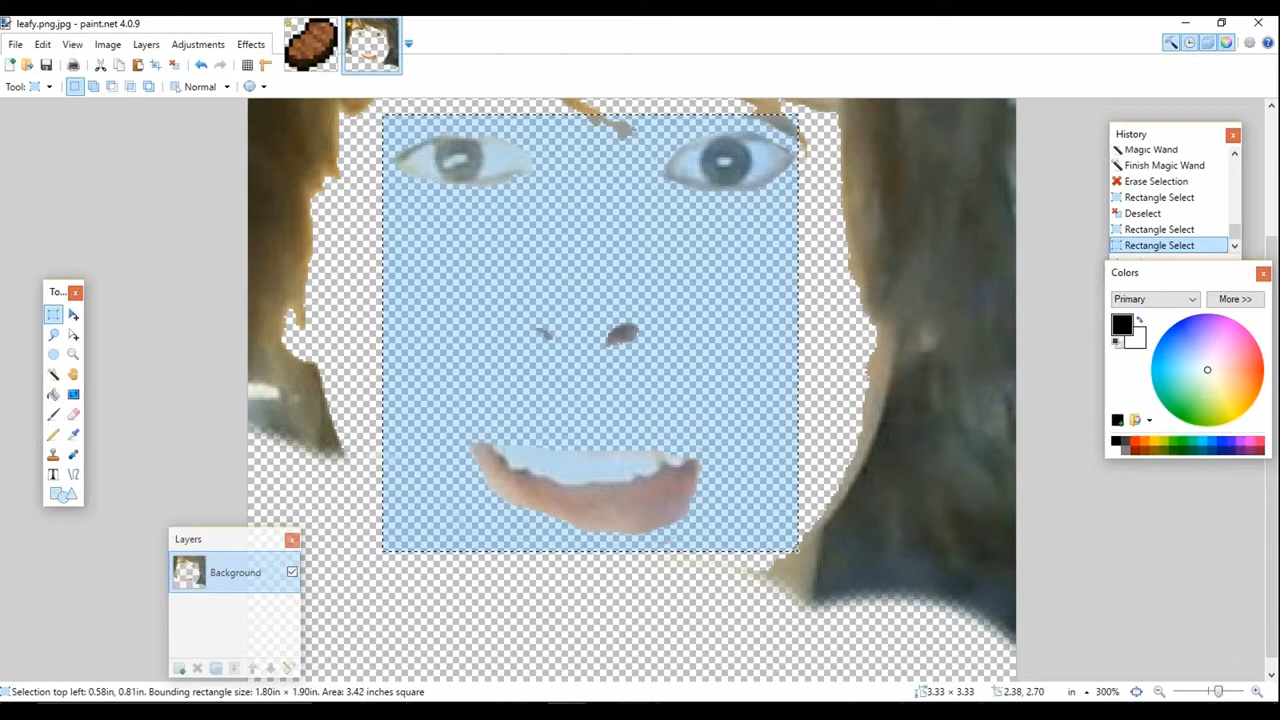 leafy.png.jpg - paint.net 4.0.9
File Edit View Image Layers Adjustments Effects
Tool: Normal
History
Magic Wand
Finish Magic Wand
Erase Selection
Rectangle Select
Deselect
Rectangle Select
Rectangle Select
Colors
Primary More >>
To...
Layers
Background
Selection top left: 0.58in, 0.81in. Bounding rectangle size: 1.80in × 1.90in. Area: 3.42 inches square
3.33 × 3.33 2.38, 2.70 in 300%